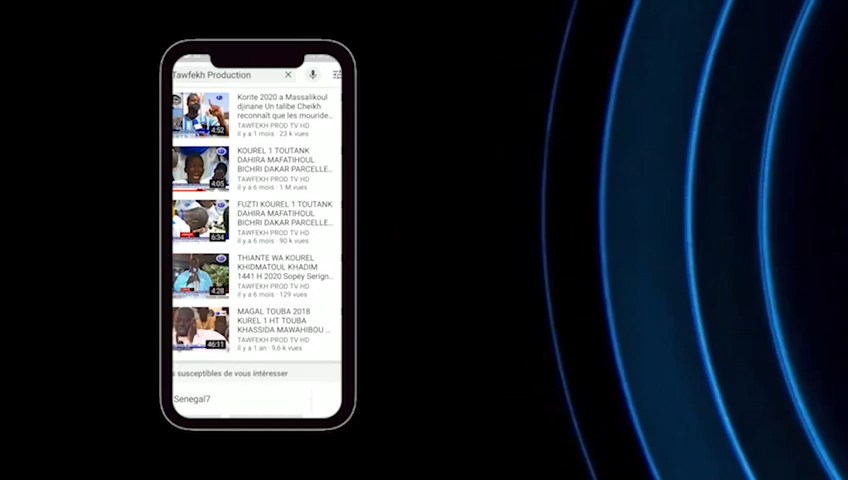 Tawfekh Production
Korite 2020 a Massalikoul
djinane Un talibe Cheikh
reconnaît que les mouride...
TAWFEKH PROD TV HD
il y a 1 mois · 23 k vues
4:52
KOUREL 1 TOUTANK
DAHIRA MAFATIHOUL
BICHRI DAKAR PARCELLE...
TAWFEKH PROD TV HD
il y a 6 mois · 1 M vues
4:05
FUZTI KOUREL 1 TOUTANK
DAHIRA MAFATIHOUL
BICHRI DAKAR PARCELLE...
TAWFEKH PROD TV HD
il y a 6 mois · 90 k vues
6:34
THIANTE WA KOUREL
KHIDMATOUL KHADIM
1441 H 2020 Sopey Serign...
TAWFEKH PROD TV HD
il y a 6 mois · 129 vues
4:28
MAGAL TOUBA 2018
KUREL 1 HT TOUBA
KHASSIDA MAWAHIBOU ...
TAWFEKH PROD TV HD
il y a 1 an · 9,6 k vues
46:11
s susceptibles de vous intéresser
Senegal7